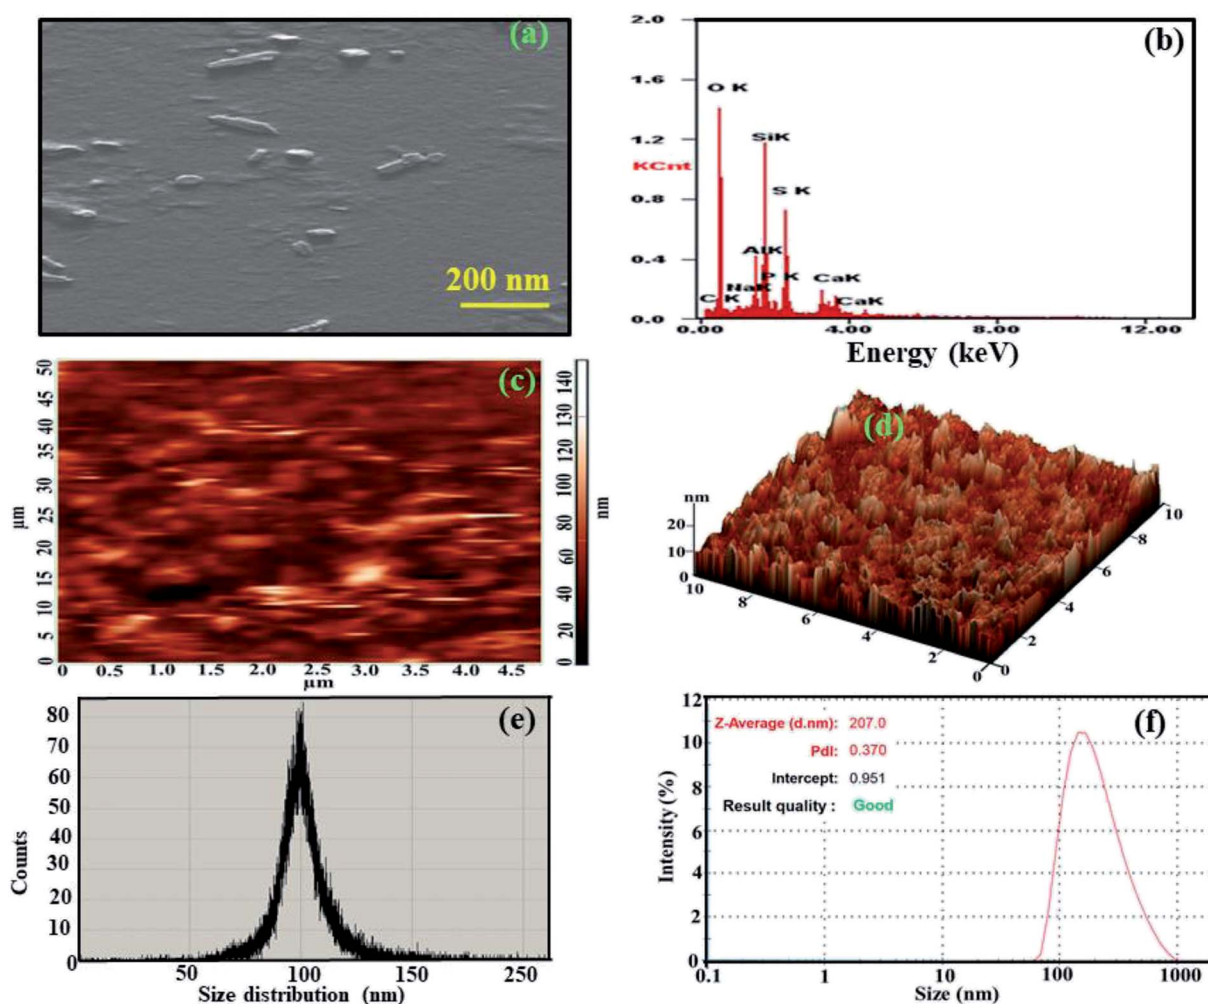 (a)
200 nm
(b)
2.0
1.6
1.2
KCnt
0.8
0.4
0.0
O K
SiK
S K
AlK
P K
NaK
C K
CaK
CaK
0.00 4.00 8.00 12.00
Energy (keV)
(c)
50
45
40
35
30
25
20
15
10
5
0
µm
0 0.5 1.0 1.5 2.0 2.5 3.0 3.5 4.0 4.5
µm
140
120
100
80
60
40
20
0
nm
(d)
nm
20
10
0
10 8 6 4 2 0
0 2 4 6 8 10
(e)
80
70
60
50
40
30
20
10
0
Counts
50 100 150 250
Size distribution (nm)
(f)
12
10
8
6
4
2
0
Intensity (%)
Z-Average (d.nm): 207.0
PdI: 0.370
Intercept: 0.951
Result quality : Good
0.1 1 10 100 1000
Size (nm)